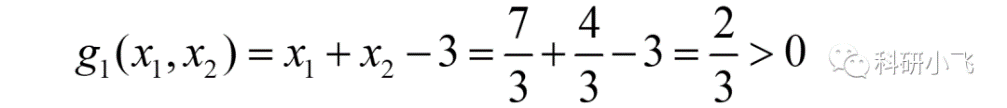 g₁(x₁,x₂) = x₁ + x₂ − 3 = 7/3 + 4/3 − 3 = 2/3 > 0 科研小飞